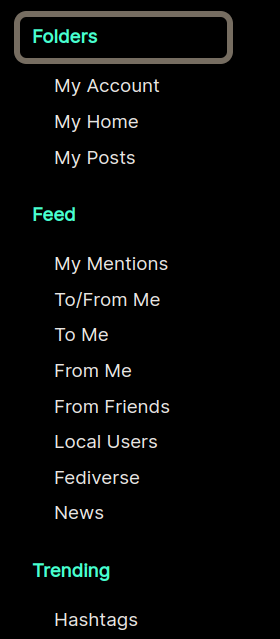 Folders
My Account
My Home
My Posts
Feed
My Mentions
To/From Me
To Me
From Me
From Friends
Local Users
Fediverse
News
Trending
Hashtags